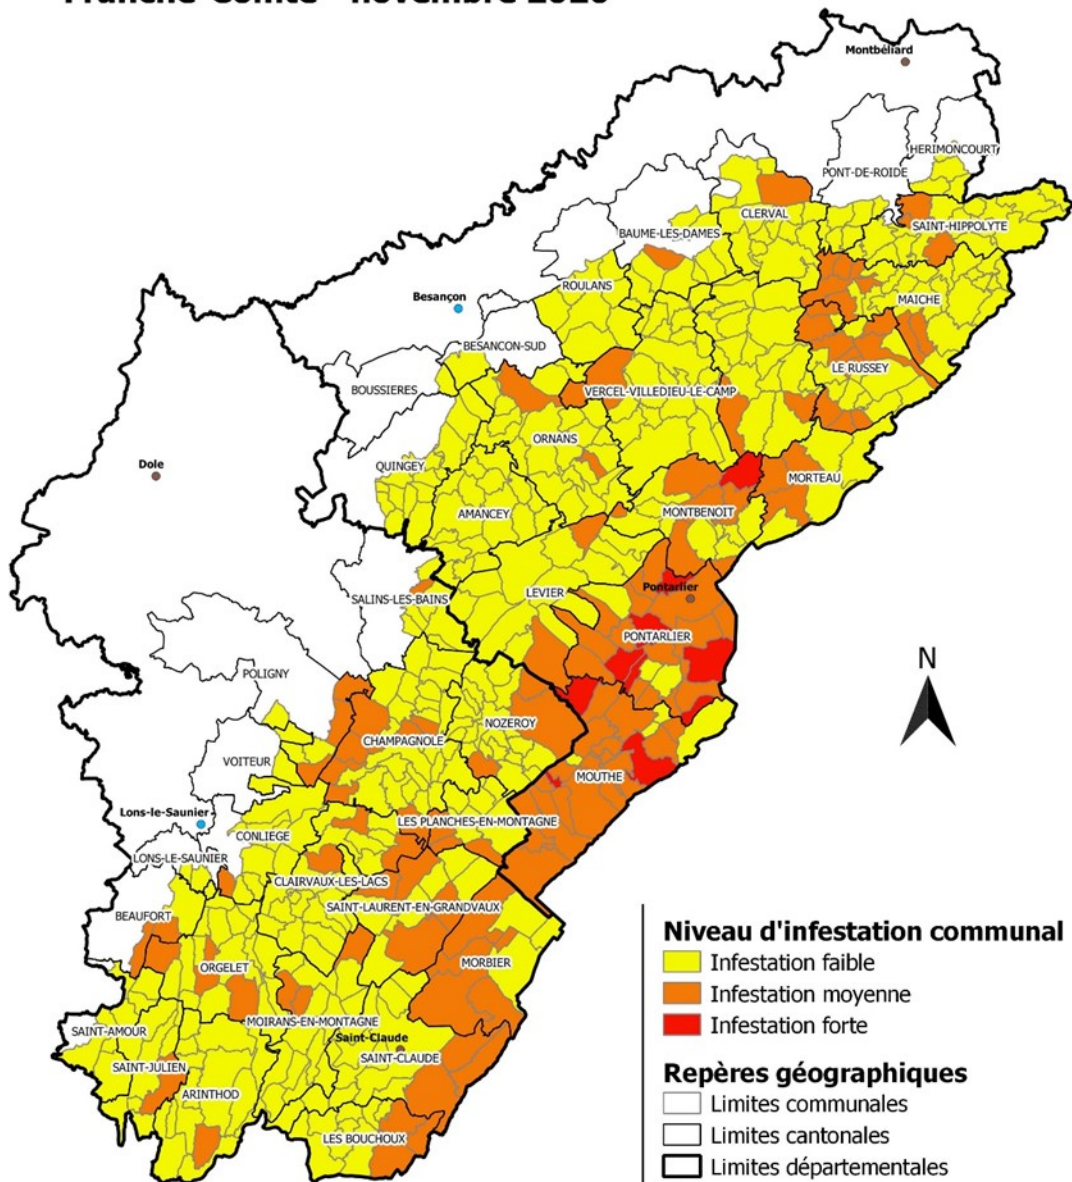 Franche-Comté - novembre 2020
Montbéliard
HERIMONCOURT
PONT-DE-ROIDE
CLERVAL
SAINT-HIPPOLYTE
BAUME-LES-DAMES
ROULANS
Besançon
MAICHE
BESANCON-SUD
LE RUSSEY
BOUSSIERES
VERCEL-VILLEDIEU-LE-CAMP
ORNANS
Dole
QUINGEY
MORTEAU
AMANCEY
MONTBENOIT
Pontarlier
LEVIER
SALINS-LES-BAINS
PONTARLIER
N
POLIGNY
NOZEROY
CHAMPAGNOLE
VOITEUR
MOUTHE
Lons-le-Saunier
LES PLANCHES-EN-MONTAGNE
CONLIEGE
LONS-LE-SAUNIER
CLAIRVAUX-LES-LACS
SAINT-LAURENT-EN-GRANDVAUX
BEAUFORT
ORGELET
MORBIER
MOIRANS-EN-MONTAGNE
SAINT-AMOUR
Saint-Claude
SAINT-CLAUDE
SAINT-JULIEN
ARINTHOD
LES BOUCHOUX
Niveau d'infestation communal
Infestation faible
Infestation moyenne
Infestation forte
Repères géographiques
Limites communales
Limites cantonales
Limites départementales